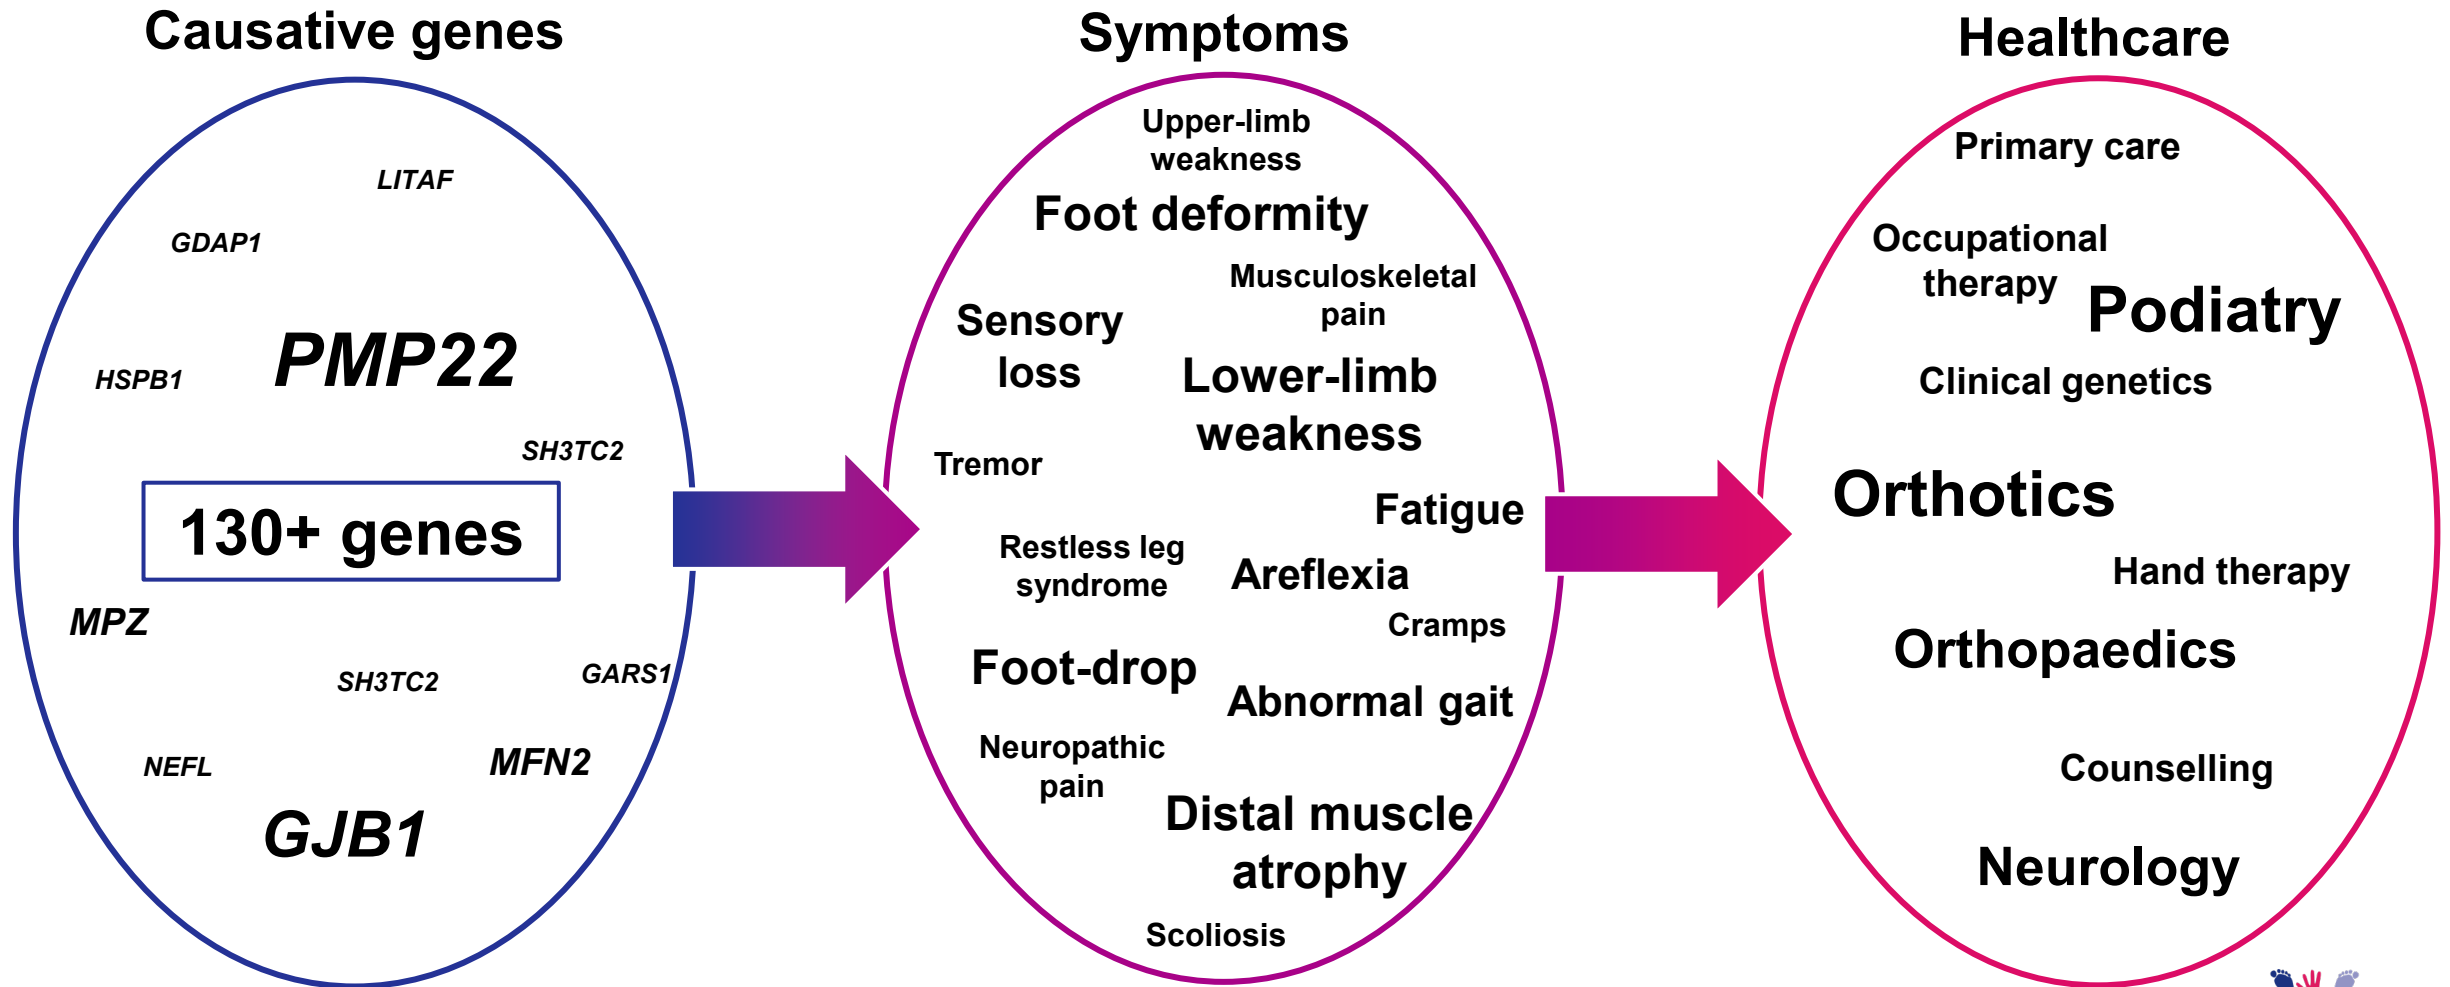 Causative genes
LITAF
GDAP1
PMP22
HSPB1
SH3TC2
130+ genes
MPZ
SH3TC2
GARS1
NEFL
MFN2
GJB1
Symptoms
Upper-limb
weakness
Foot deformity
Musculoskeletal
pain
Sensory
loss
Lower-limb
weakness
Tremor
Fatigue
Restless leg
syndrome
Areflexia
Cramps
Foot-drop
Abnormal gait
Neuropathic
pain
Distal muscle
atrophy
Scoliosis
Healthcare
Primary care
Occupational
therapy
Podiatry
Clinical genetics
Orthotics
Hand therapy
Orthopaedics
Counselling
Neurology